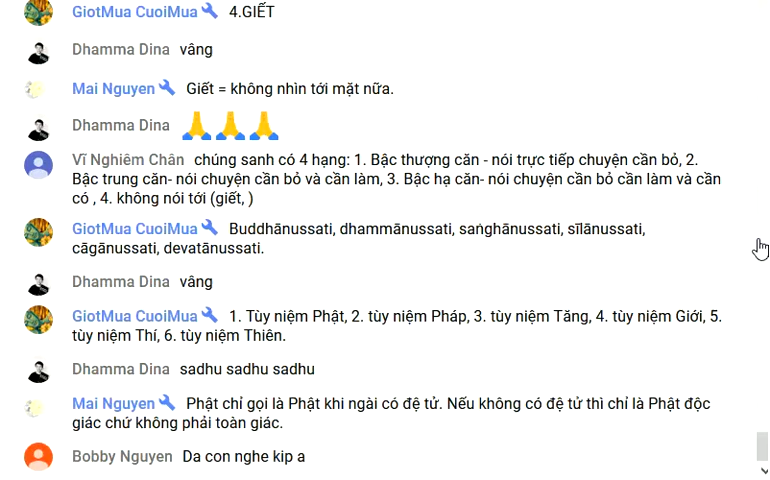 GiotMua CuoiMua 4.GIẾT
Dhamma Dina vâng
Mai Nguyen Giết = không nhìn tới mặt nữa.
Dhamma Dina 🙏🙏🙏
Vĩ Nghiêm Chân chúng sanh có 4 hạng: 1. Bậc thượng căn - nói trực tiếp chuyện cần bỏ, 2.
Bậc trung căn- nói chuyện cần bỏ và cần làm, 3. Bậc hạ căn- nói chuyện cần bỏ cần làm và cần
có , 4. không nói tới (giết, )
GiotMua CuoiMua Buddhānussati, dhammānussati, saṅghānussati, sīlānussati,
cāgānussati, devatānussati.
Dhamma Dina vâng
GiotMua CuoiMua 1. Tùy niệm Phật, 2. tùy niệm Pháp, 3. tùy niệm Tăng, 4. tùy niệm Giới, 5.
tùy niệm Thí, 6. tùy niệm Thiên.
Dhamma Dina sadhu sadhu sadhu
Mai Nguyen Phật chỉ gọi là Phật khi ngài có đệ tử. Nếu không có đệ tử thì chỉ là Phật độc
giác chứ không phải toàn giác.
Bobby Nguyen Da con nghe kip a